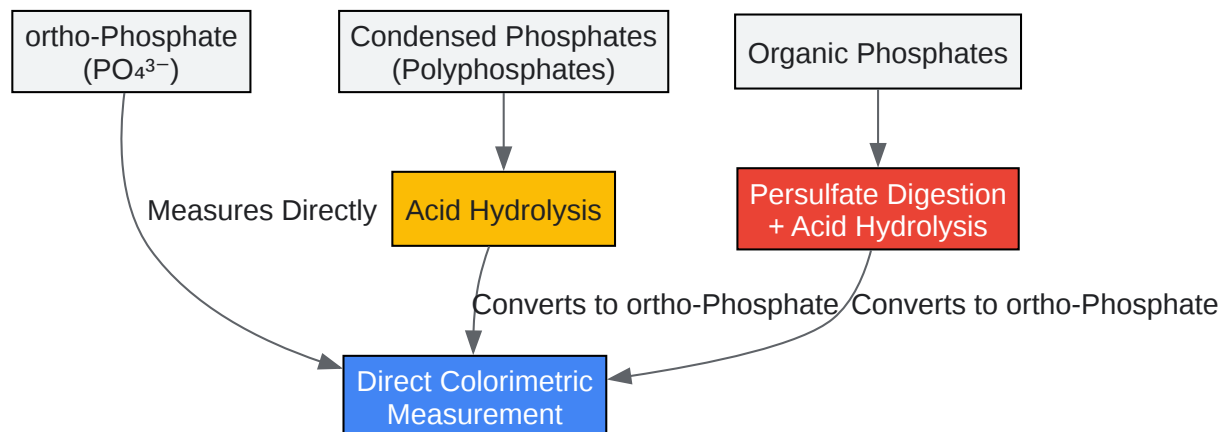 ortho-Phosphate
(PO₄³⁻)
Condensed Phosphates
(Polyphosphates)
Organic Phosphates
Measures Directly
Acid Hydrolysis
Persulfate Digestion
+ Acid Hydrolysis
Converts to ortho-Phosphate
Converts to ortho-Phosphate
Direct Colorimetric
Measurement